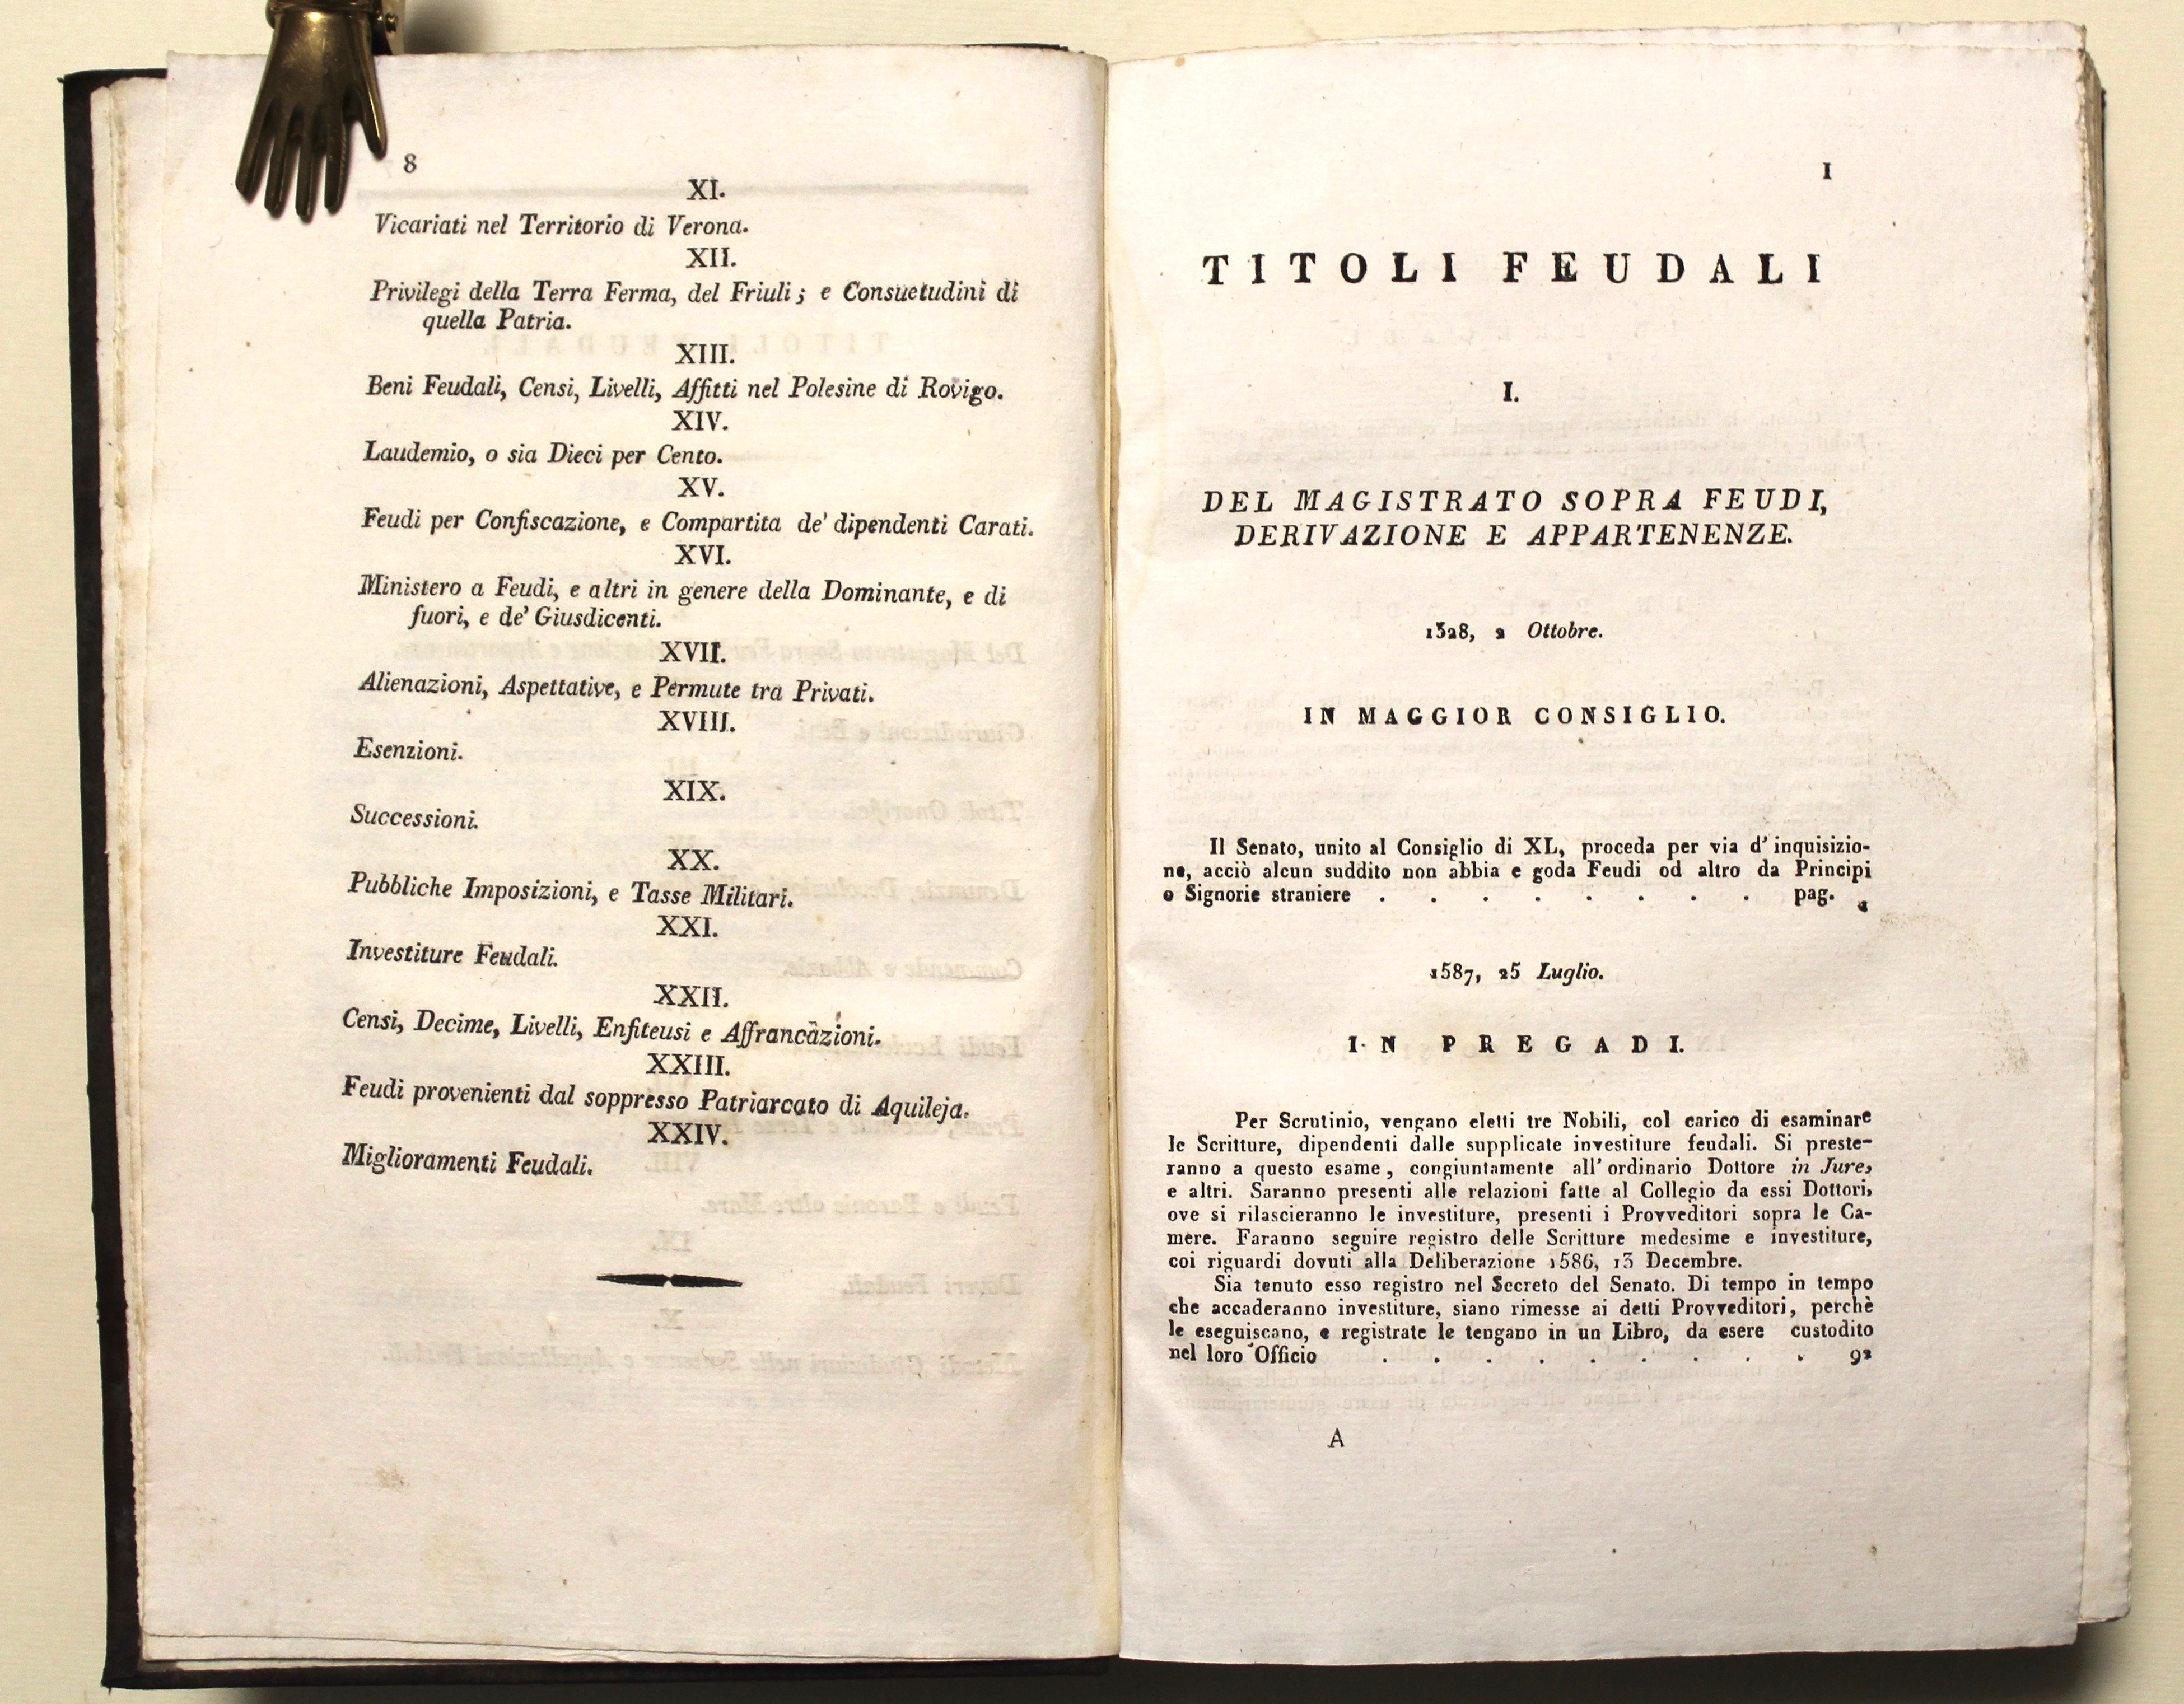 8
XI.
Vicariati nel Territorio di Verona.
XII.
Privilegi della Terra Ferma, del Friuli; e Consuetudini di
quella Patria.
XIII.
Beni Feudali, Censi, Livelli, Affitti nel Polesine di Rovigo.
XIV.
Laudemio, o sia Dieci per Cento.
XV.
Feudi per Confiscazione, e Compartita de' dipendenti Carati.
XVI.
Ministero a Feudi, e altri in genere della Dominante, e di
fuori, e de' Giusdicenti.
XVII.
Alienazioni, Aspettative, e Permute tra Privati.
XVIII.
Esenzioni.
XIX.
Successioni.
XX.
Pubbliche Imposizioni, e Tasse Militari.
XXI.
Investiture Feudali.
XXII.
Censi, Decime, Livelli, Enfiteusi e Affrancazioni.
XXIII.
Feudi provenienti dal soppresso Patriarcato di Aquileja.
XXIV.
Miglioramenti Feudali.
1
TITOLI FEUDALI
I.
DEL MAGISTRATO SOPRA FEUDI,
DERIVAZIONE E APPARTENENZE.
1328, 2 Ottobre.
IN MAGGIOR CONSIGLIO.
Il Senato, unito al Consiglio di XL, proceda per via d' inquisizio-
ne, acciò alcun suddito non abbia e goda Feudi od altro da Principi
o Signorie straniere . . . . . . . . pag.
1587, 25 Luglio.
IN PREGADI.
Per Scrutinio, vengano eletti tre Nobili, col carico di esaminare
le Scritture, dipendenti dalle supplicate investiture feudali. Si preste-
ranno a questo esame, congiuntamente all' ordinario Dottore in Jure,
e altri. Saranno presenti alle relazioni fatte al Collegio da essi Dottori,
ove si rilascieranno le investiture, presenti i Provveditori sopra le Ca-
mere. Faranno seguire registro delle Scritture medesime e investiture,
coi riguardi dovuti alla Deliberazione 1586, 13 Decembre.
Sia tenuto esso registro nel Secreto del Senato. Di tempo in tempo
che accaderanno investiture, siano rimesse ai detti Provveditori, perchè
le eseguiscano, e registrate le tengano in un Libro, da esere custodito
nel loro Officio . . . . . . . . . 92
A